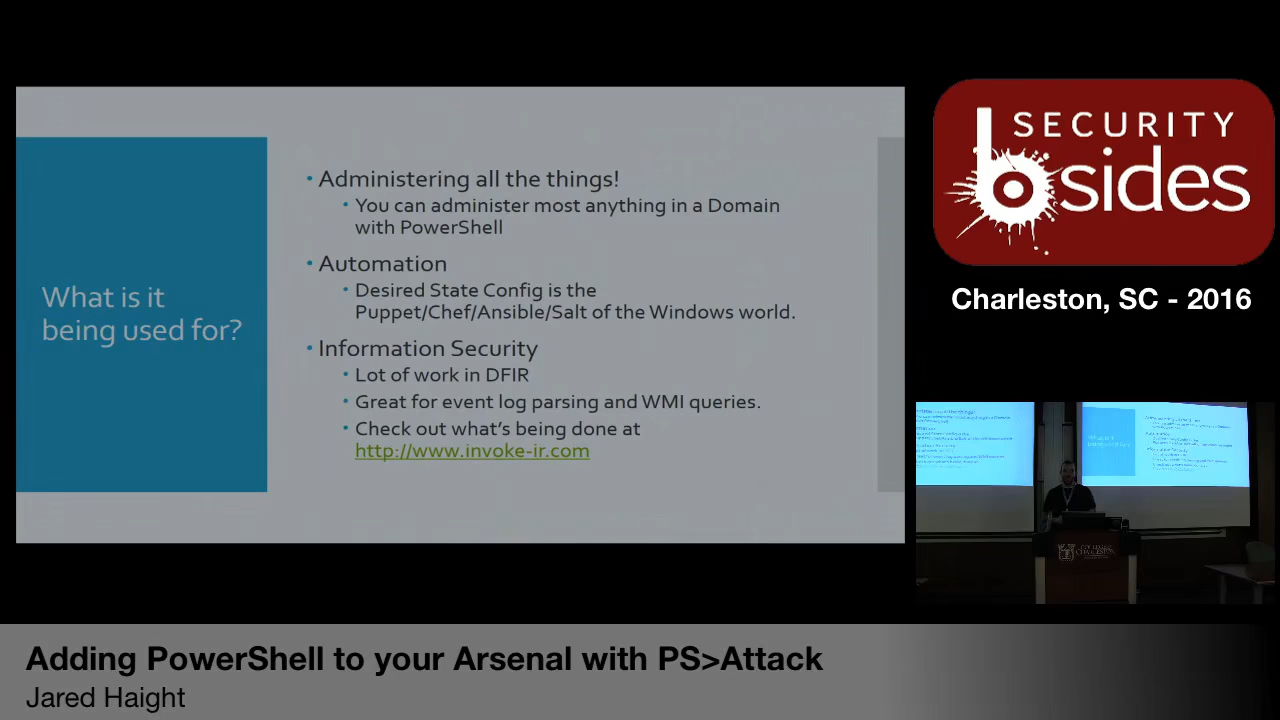 What is it
being used for?
• Administering all the things!
• You can administer most anything in a Domain
with PowerShell
• Automation
• Desired State Config is the
Puppet/Chef/Ansible/Salt of the Windows world.
• Information Security
• Lot of work in DFIR
• Great for event log parsing and WMI queries.
• Check out what's being done at
http://www.invoke-ir.com
SECURITY
bsides
Charleston, SC - 2016
Adding PowerShell to your Arsenal with PS>Attack
Jared Haight